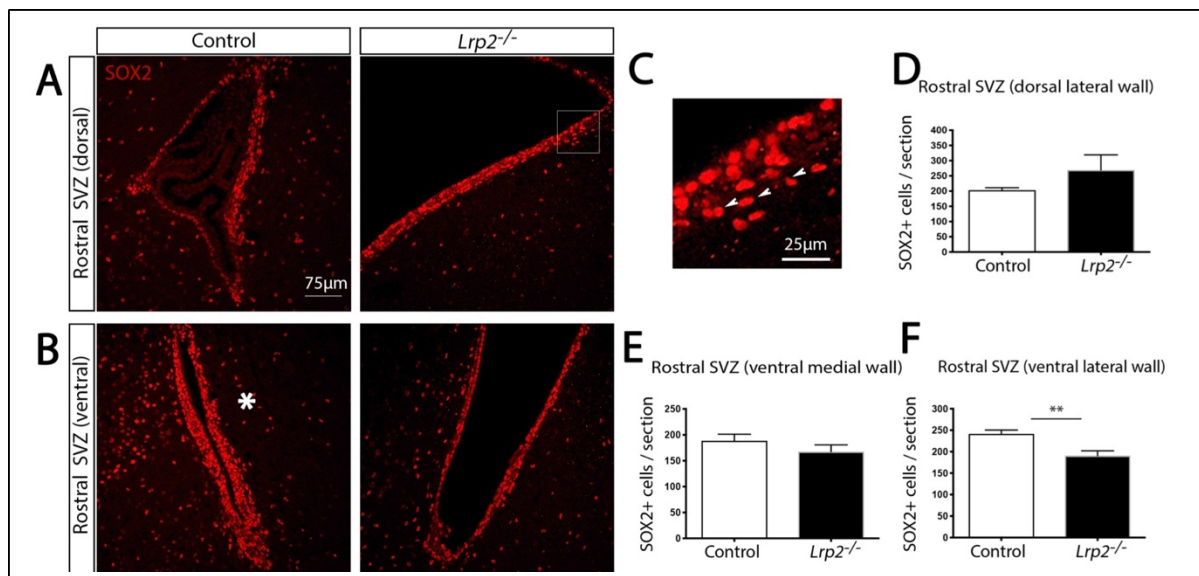 Control
Lrp2-/-
A
Rostral SVZ (dorsal)
SOX2
75µm
B
Rostral SVZ (ventral)
*
C
25µm
D
Rostral SVZ (dorsal lateral wall)
SOX2+ cells / section
400
350
300
250
200
150
100
50
0
Control
Lrp2-/-
E
Rostral SVZ (ventral medial wall)
SOX2+ cells / section
250
200
150
100
50
0
Control
Lrp2-/-
F
Rostral SVZ (ventral lateral wall)
SOX2+ cells / section
300
250
200
150
100
50
0
**
Control
Lrp2-/-